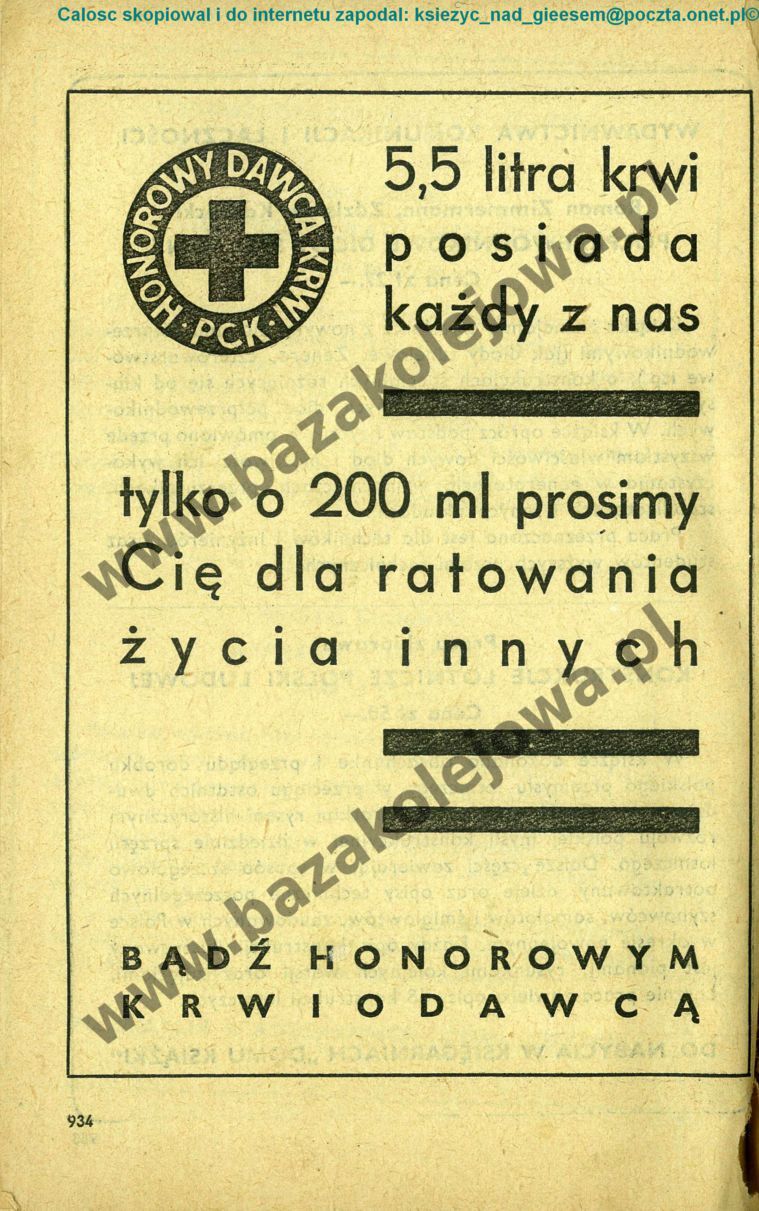 Calosc skopiowal i do internetu zapodal: ksiezyc_nad_gieesem@poczta.onet.pl©
HONOROWY DAWCA KRWI · PCK ·
5,5 litra krwi
posiada
każdy z nas
tylko o 200 ml prosimy
Cię dla ratowania
życia innych
BĄDŹ HONOROWYM
KRWIODAWCĄ
934
www.bazakolejowa.pl
www.bazakolejowa.pl